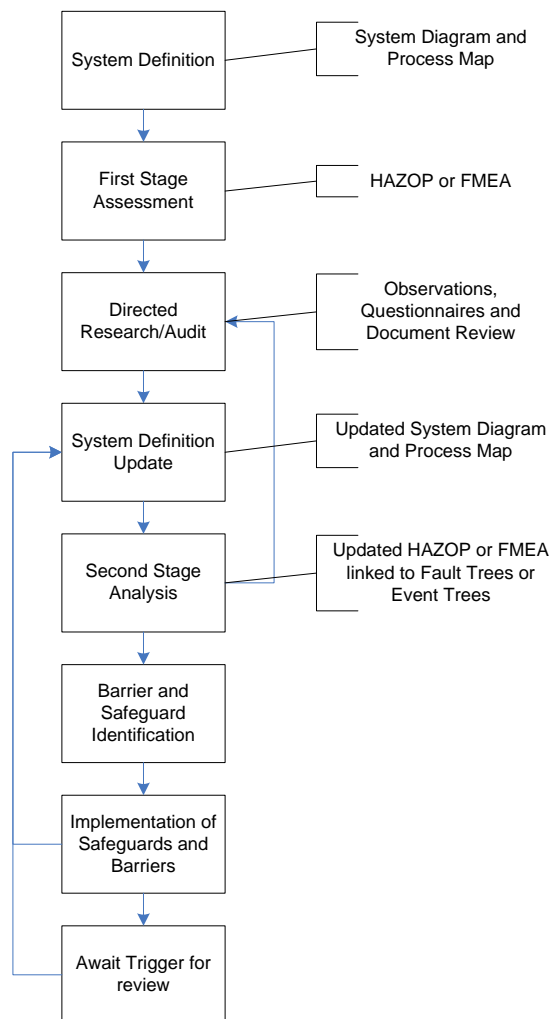 System Definition
System Diagram and
Process Map
First Stage
Assessment
HAZOP or FMEA
Directed
Research/Audit
Observations,
Questionnaires and
Document Review
System Definition
Update
Updated System Diagram
and Process Map
Second Stage
Analysis
Updated HAZOP or FMEA
linked to Fault Trees or
Event Trees
Barrier and
Safeguard
Identification
Implementation of
Safeguards and
Barriers
Await Trigger for
review